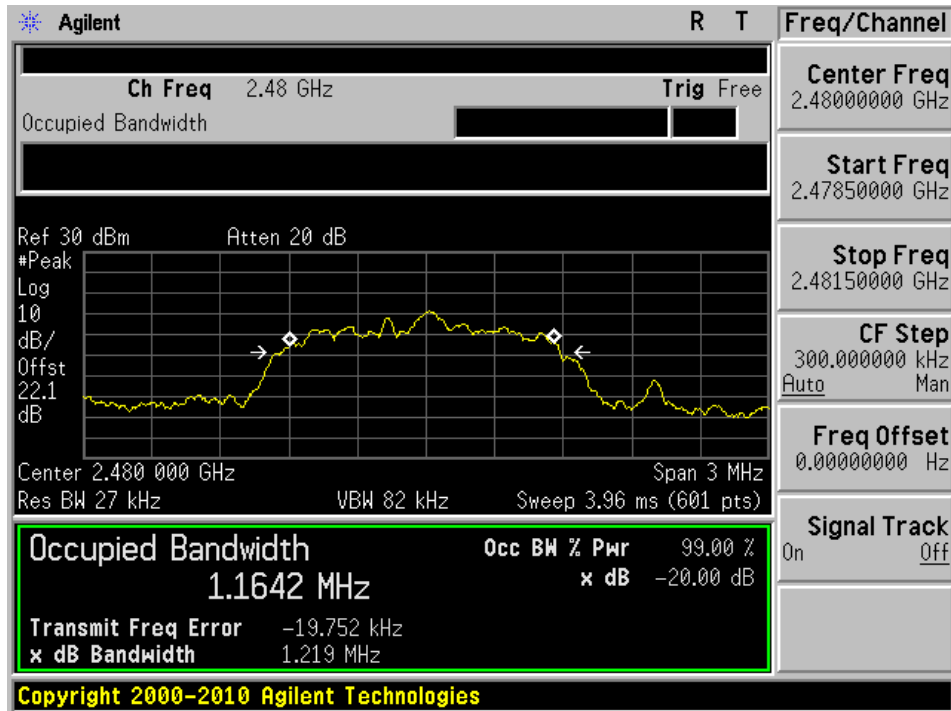 Agilent R T
Ch Freq 2.48 GHz Trig Free
Occupied Bandwidth
Ref 30 dBm Atten 20 dB
#Peak
Log
10
dB/
Offst
22.1
dB
Center 2.480 000 GHz Span 3 MHz
Res BW 27 kHz VBW 82 kHz Sweep 3.96 ms (601 pts)
Occupied Bandwidth Occ BW % Pwr 99.00 %
1.1642 MHz x dB -20.00 dB
Transmit Freq Error -19.752 kHz
x dB Bandwidth 1.219 MHz
Copyright 2000-2010 Agilent Technologies
Freq/Channel
Center Freq
2.48000000 GHz
Start Freq
2.47850000 GHz
Stop Freq
2.48150000 GHz
CF Step
300.000000 kHz
Auto Man
Freq Offset
0.00000000 Hz
Signal Track
On Off